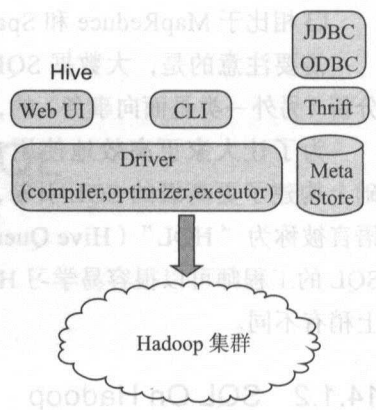 JDBC
ODBC
Hive
Web UI
CLI
Thrift
Driver
(compiler,optimizer,executor)
Meta
Store
Hadoop 集群